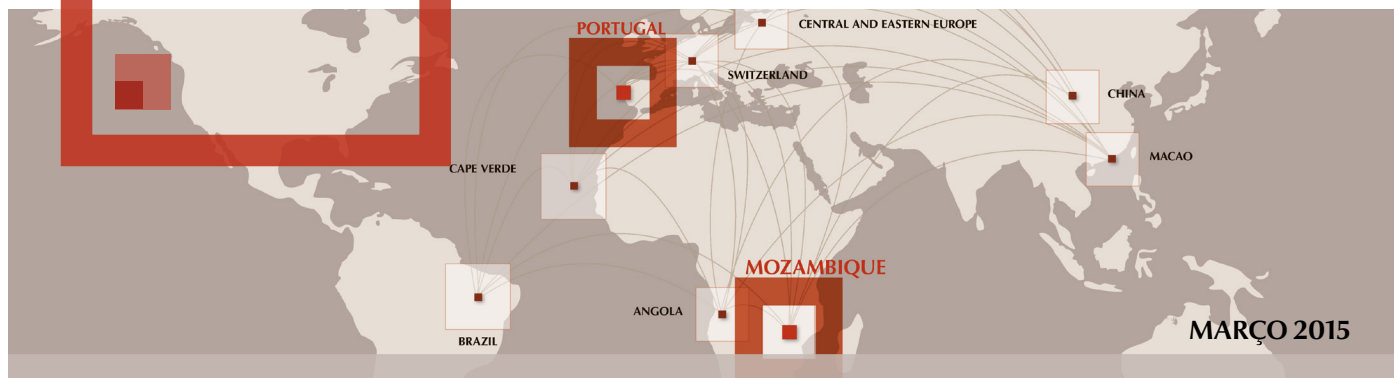 PORTUGAL
CENTRAL AND EASTERN EUROPE
SWITZERLAND
CHINA
MACAO
CAPE VERDE
MOZAMBIQUE
ANGOLA
BRAZIL
MARÇO 2015